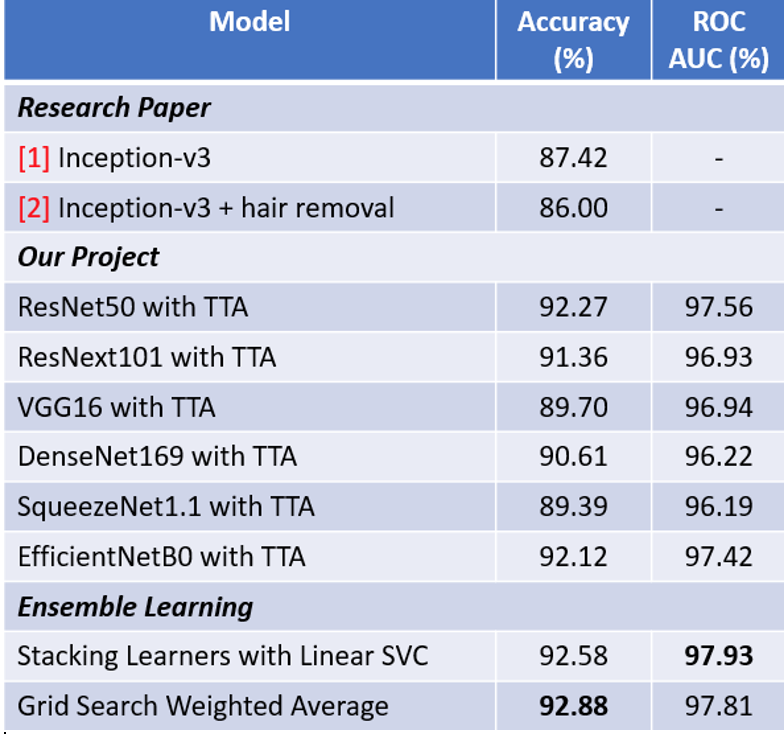 Model Accuracy (%) ROC AUC (%)
Research Paper
[1] Inception-v3 87.42 -
[2] Inception-v3 + hair removal 86.00 -
Our Project
ResNet50 with TTA 92.27 97.56
ResNext101 with TTA 91.36 96.93
VGG16 with TTA 89.70 96.94
DenseNet169 with TTA 90.61 96.22
SqueezeNet1.1 with TTA 89.39 96.19
EfficientNetB0 with TTA 92.12 97.42
Ensemble Learning
Stacking Learners with Linear SVC 92.58 97.93
Grid Search Weighted Average 92.88 97.81